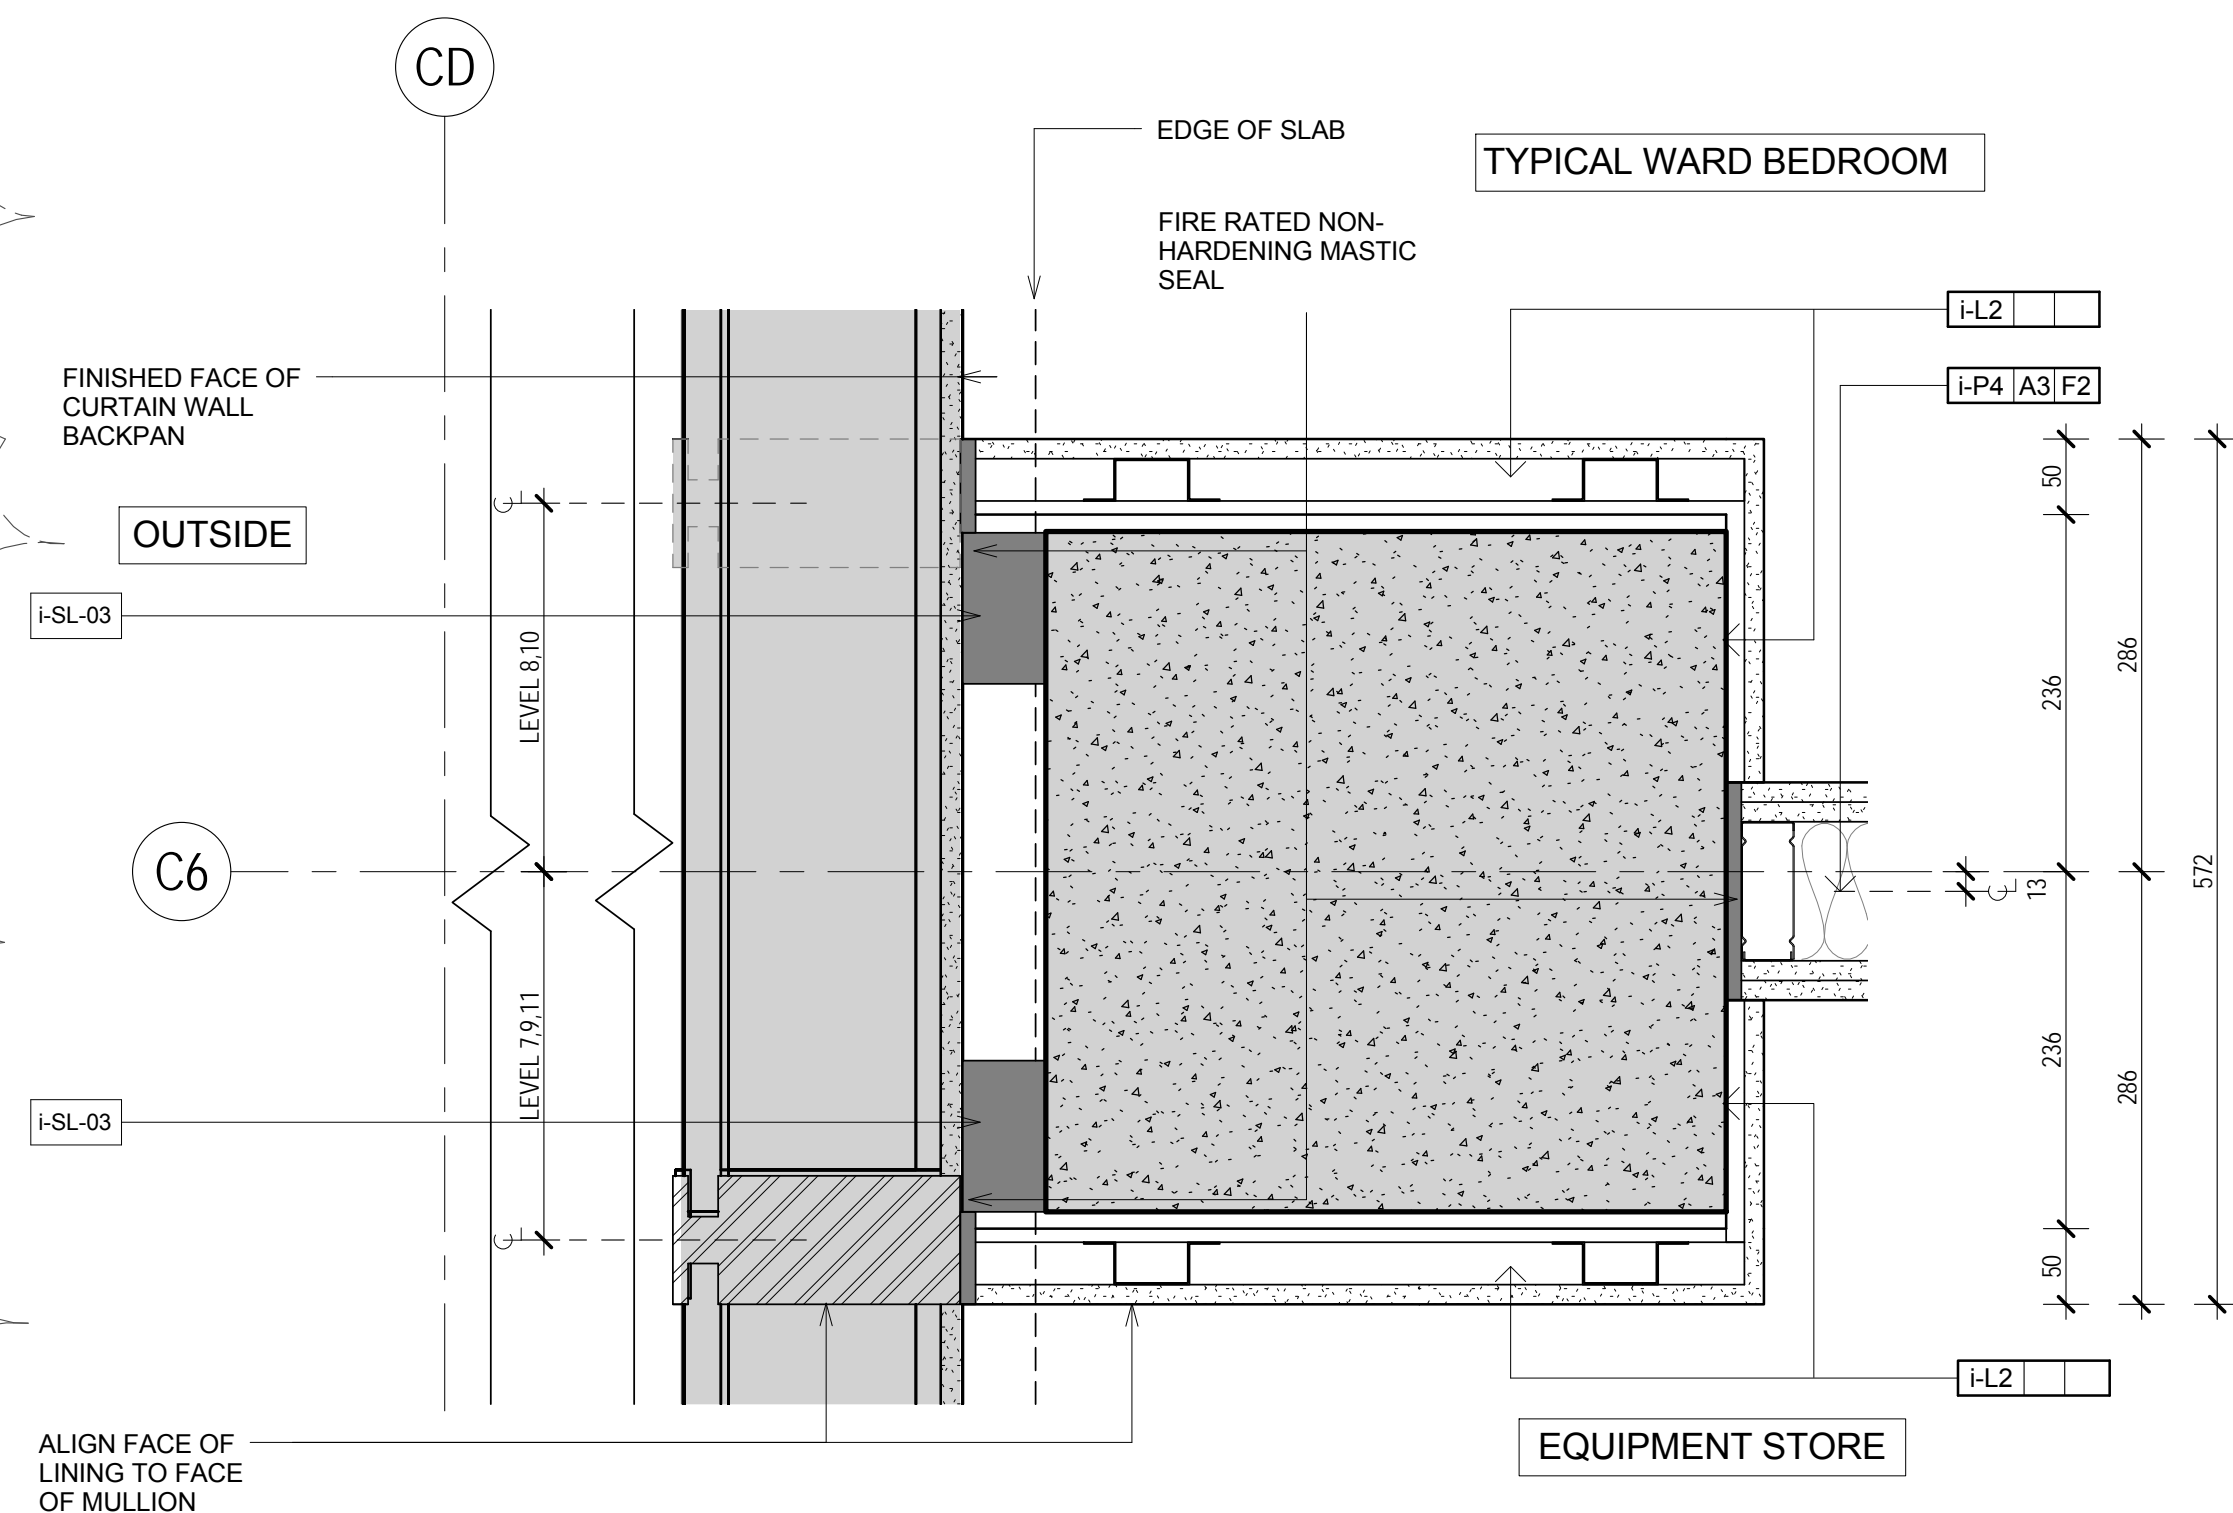 CD
EDGE OF SLAB
TYPICAL WARD BEDROOM
FIRE RATED NON-
HARDENING MASTIC
SEAL
i-L2
FINISHED FACE OF
CURTAIN WALL
BACKPAN
i-P4 A3 F2
50
OUTSIDE
i-SL-03
LEVEL 8,10
236
286
C6
572
13
LEVEL 7,9,11
236
286
i-SL-03
50
i-L2
ALIGN FACE OF
LINING TO FACE
OF MULLION
EQUIPMENT STORE